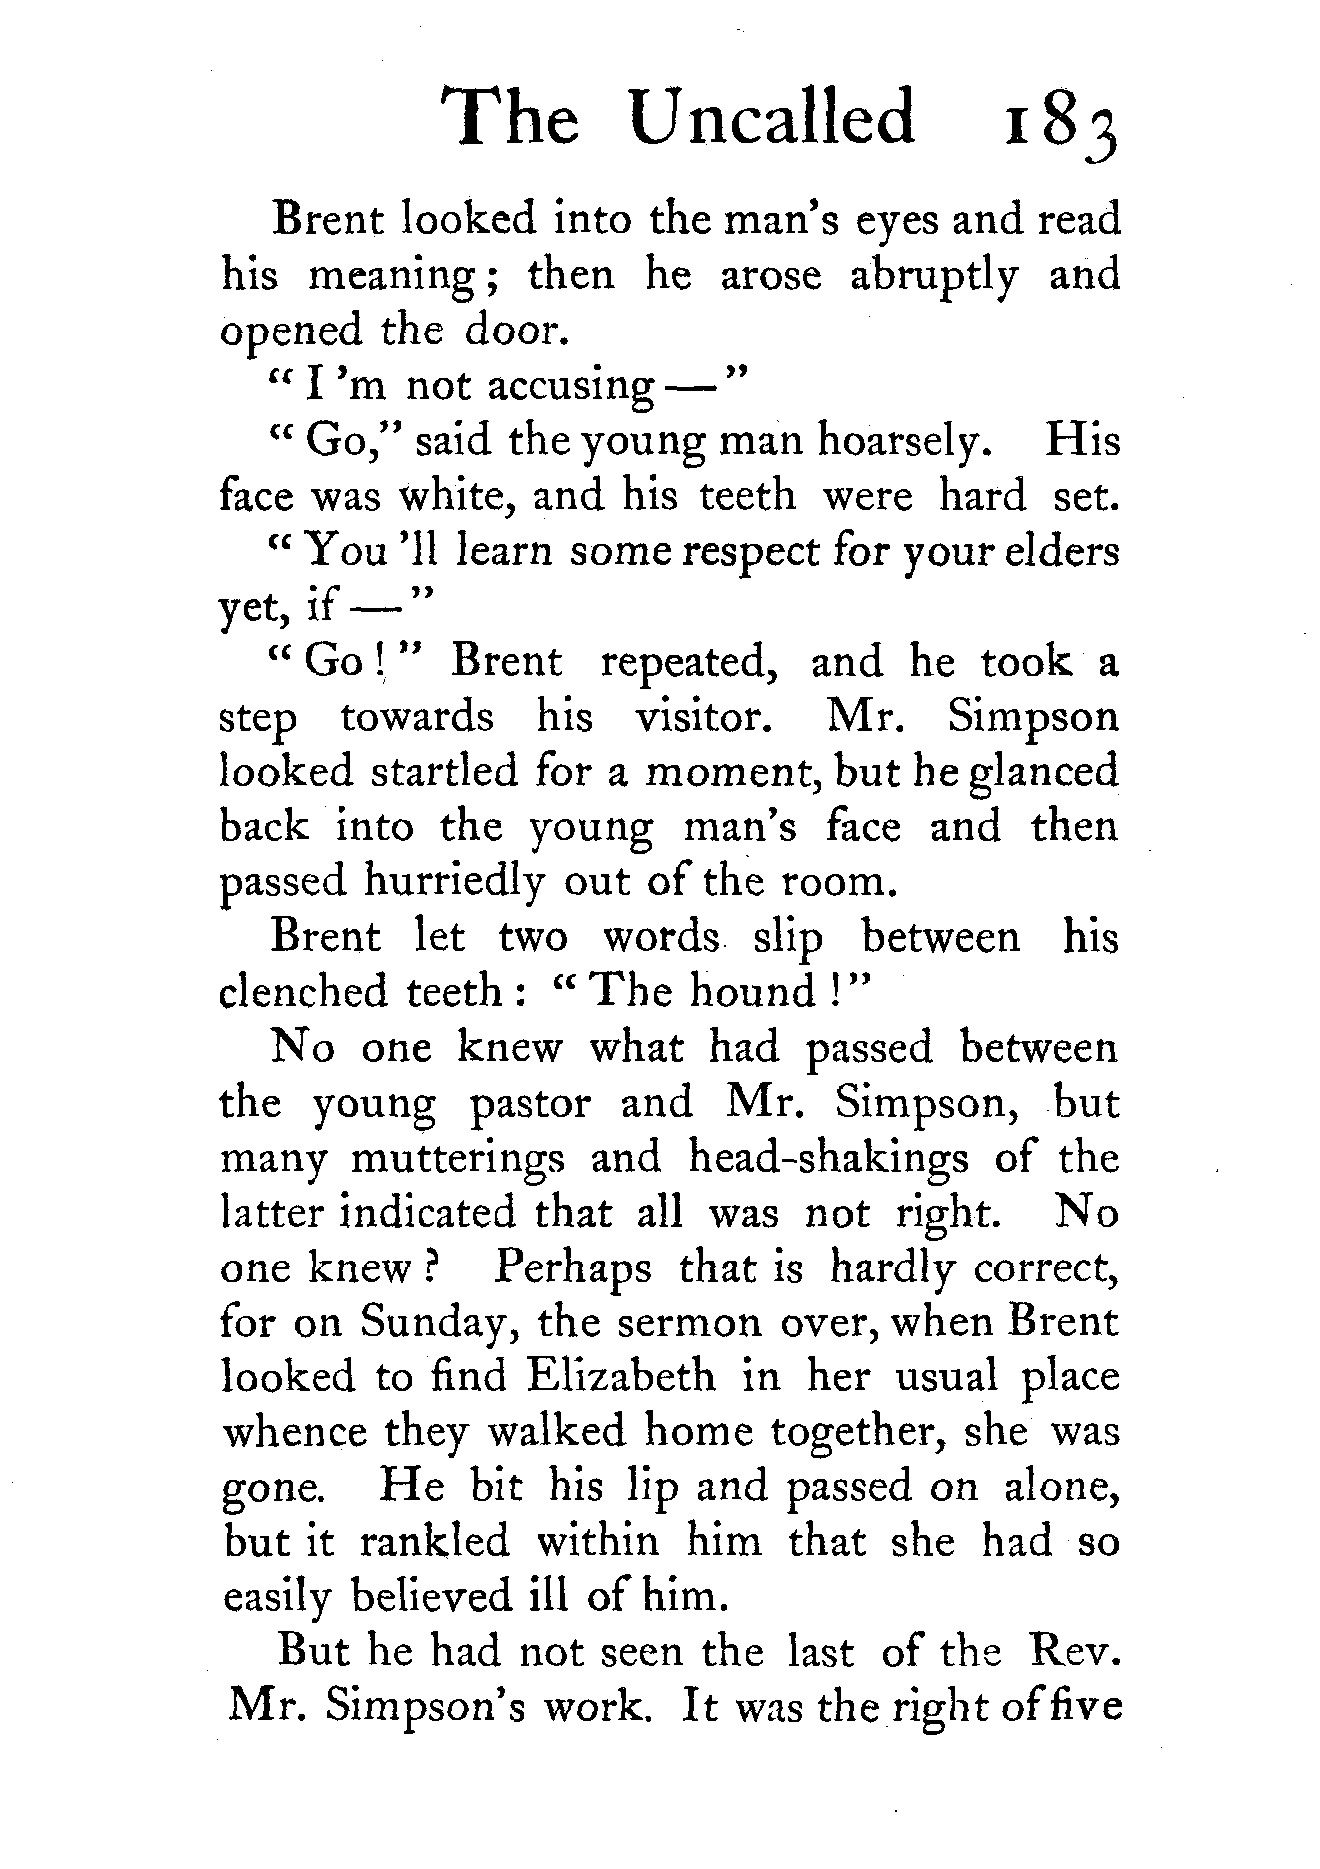 The Uncalled 183
Brent looked into the man's eyes and read
his meaning; then he arose abruptly and
opened the door.
“I'm not accusing—”
“Go,” said the young man hoarsely. His
face was white, and his teeth were hard set.
“You'll learn some respect for your elders
yet, if—”
“Go!” Brent repeated, and he took a
step towards his visitor. Mr. Simpson
looked startled for a moment, but he glanced
back into the young man's face and then
passed hurriedly out of the room.
Brent let two words slip between his
clenched teeth: “The hound!”
No one knew what had passed between
the young pastor and Mr. Simpson, but
many mutterings and head-shakings of the
latter indicated that all was not right. No
one knew? Perhaps that is hardly correct,
for on Sunday, the sermon over, when Brent
looked to find Elizabeth in her usual place
whence they walked home together, she was
gone. He bit his lip and passed on alone,
but it rankled within him that she had so
easily believed ill of him.
But he had not seen the last of the Rev.
Mr. Simpson's work. It was the right of five